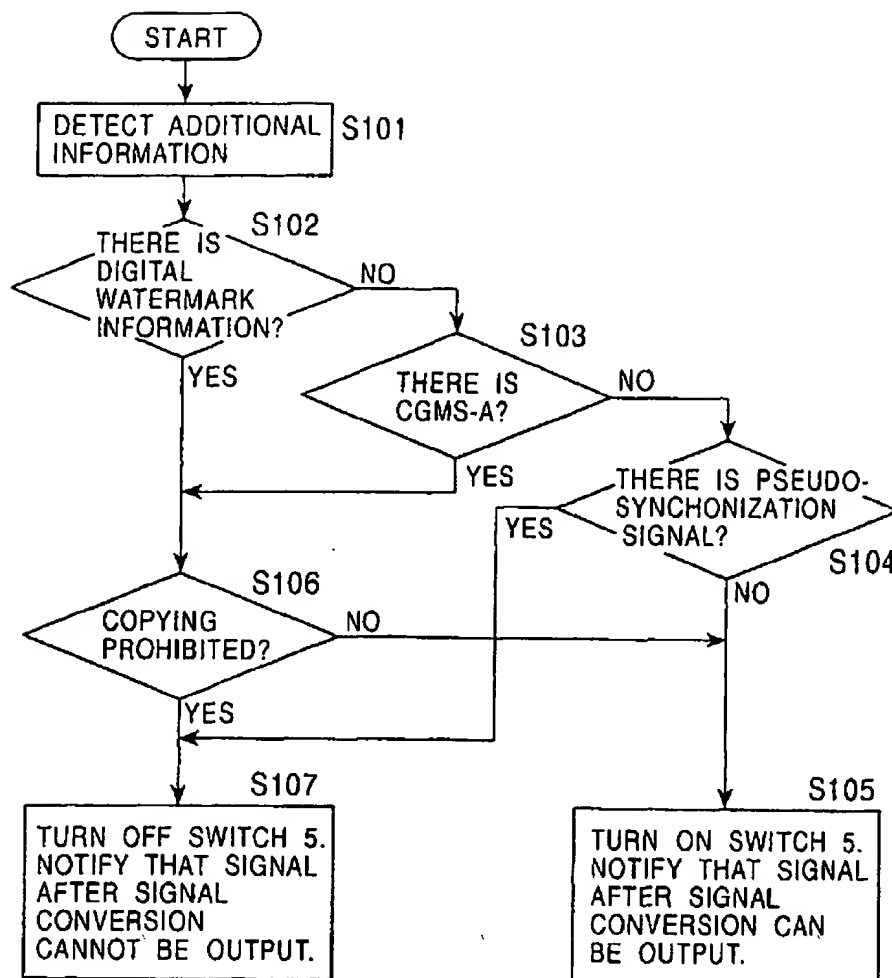 START
DETECT ADDITIONAL
INFORMATION
S101
S102
THERE IS
DIGITAL
WATERMARK
INFORMATION?
NO
YES
S103
THERE IS
CGMS-A?
NO
YES
THERE IS PSEUDO-
SYNCHONIZATION
SIGNAL?
YES
S104
NO
S106
COPYING
PROHIBITED?
NO
YES
S107
TURN OFF SWITCH 5.
NOTIFY THAT SIGNAL
AFTER SIGNAL
CONVERSION
CANNOT BE OUTPUT.
S105
TURN ON SWITCH 5.
NOTIFY THAT SIGNAL
AFTER SIGNAL
CONVERSION CAN
BE OUTPUT.